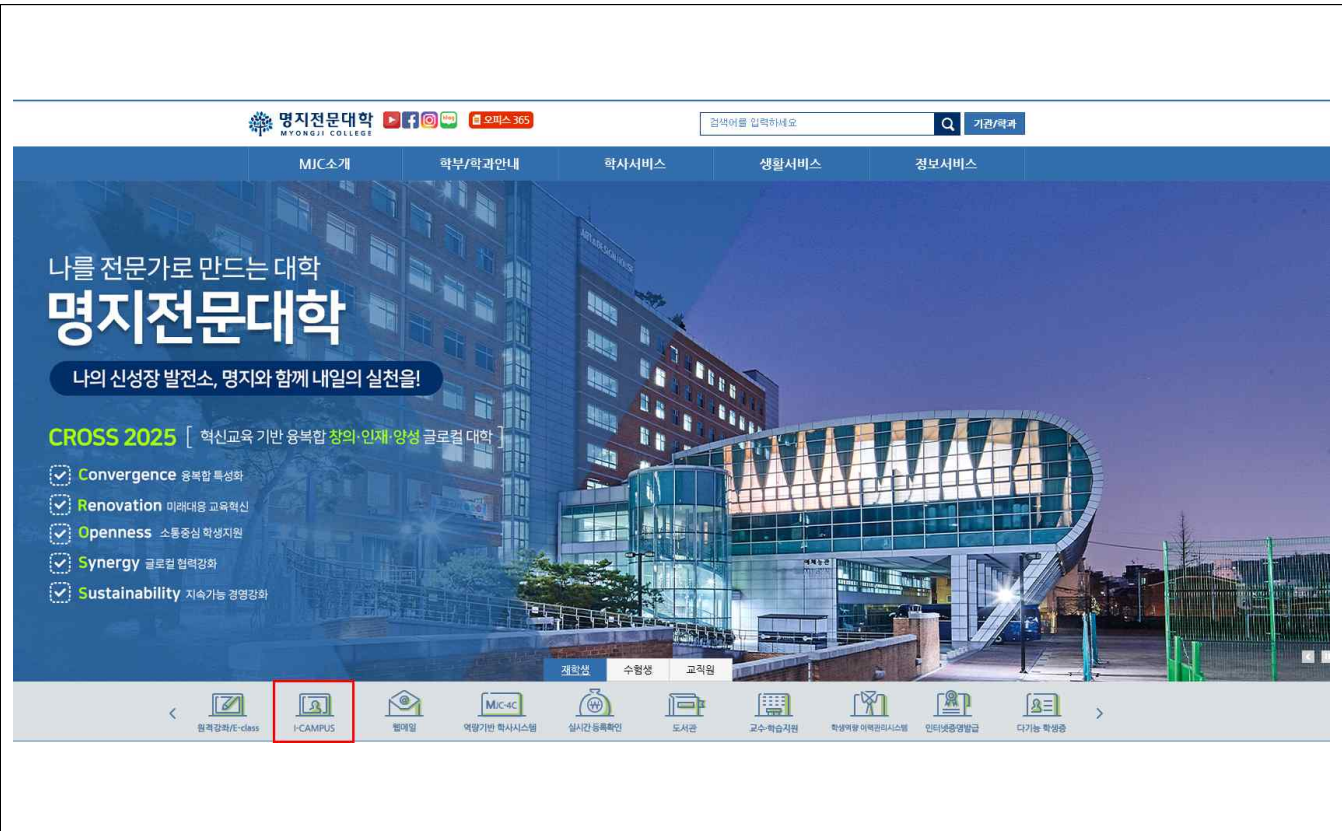 명지전문대학
MYONGJI COLLEGE
오피스 365
검색어를 입력하세요
기관/학과
MJC소개
학부/학과안내
학사서비스
생활서비스
정보서비스
나를 전문가로 만드는 대학
명지전문대학
나의 신성장 발전소, 명지와 함께 내일의 실천을!
CROSS 2025 [ 혁신교육 기반 융복합 창의·인재·양성 글로컬 대학 ]
Convergence 융복합 특성화
Renovation 미래대응 교육혁신
Openness 소통중심 학생지원
Synergy 글로컬 협력강화
Sustainability 지속가능 경영강화
재학생
수험생
교직원
원격강좌/E-class
I-CAMPUS
웹메일
MJC-4C
역량기반 학사시스템
실시간 등록확인
도서관
교수·학습지원
학생역량 이력관리시스템
인터넷증명발급
다기능 학생증